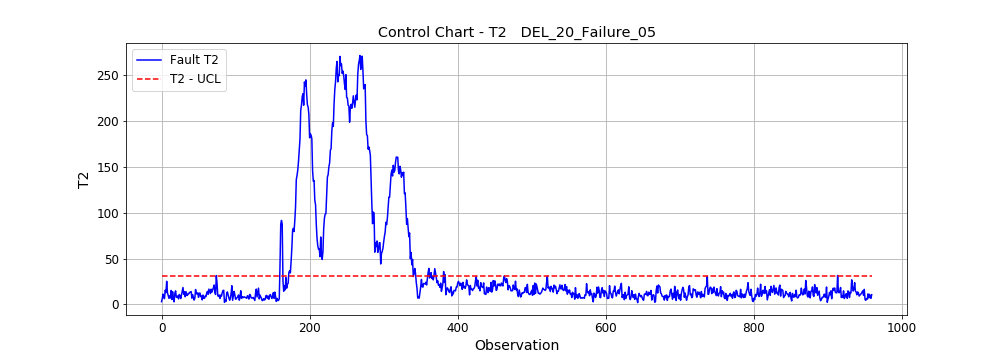 Control Chart - T2   DEL_20_Failure_05
Fault T2
T2 - UCL
T2
250
200
150
100
50
0
0 200 400 600 800 1000
Observation